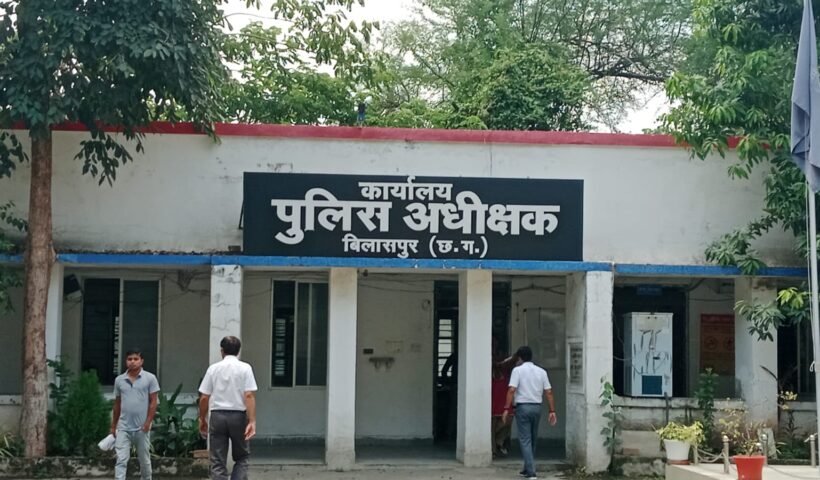 कार्यालय
पुलिस अधीक्षक
बिलासपुर (छ.ग.)